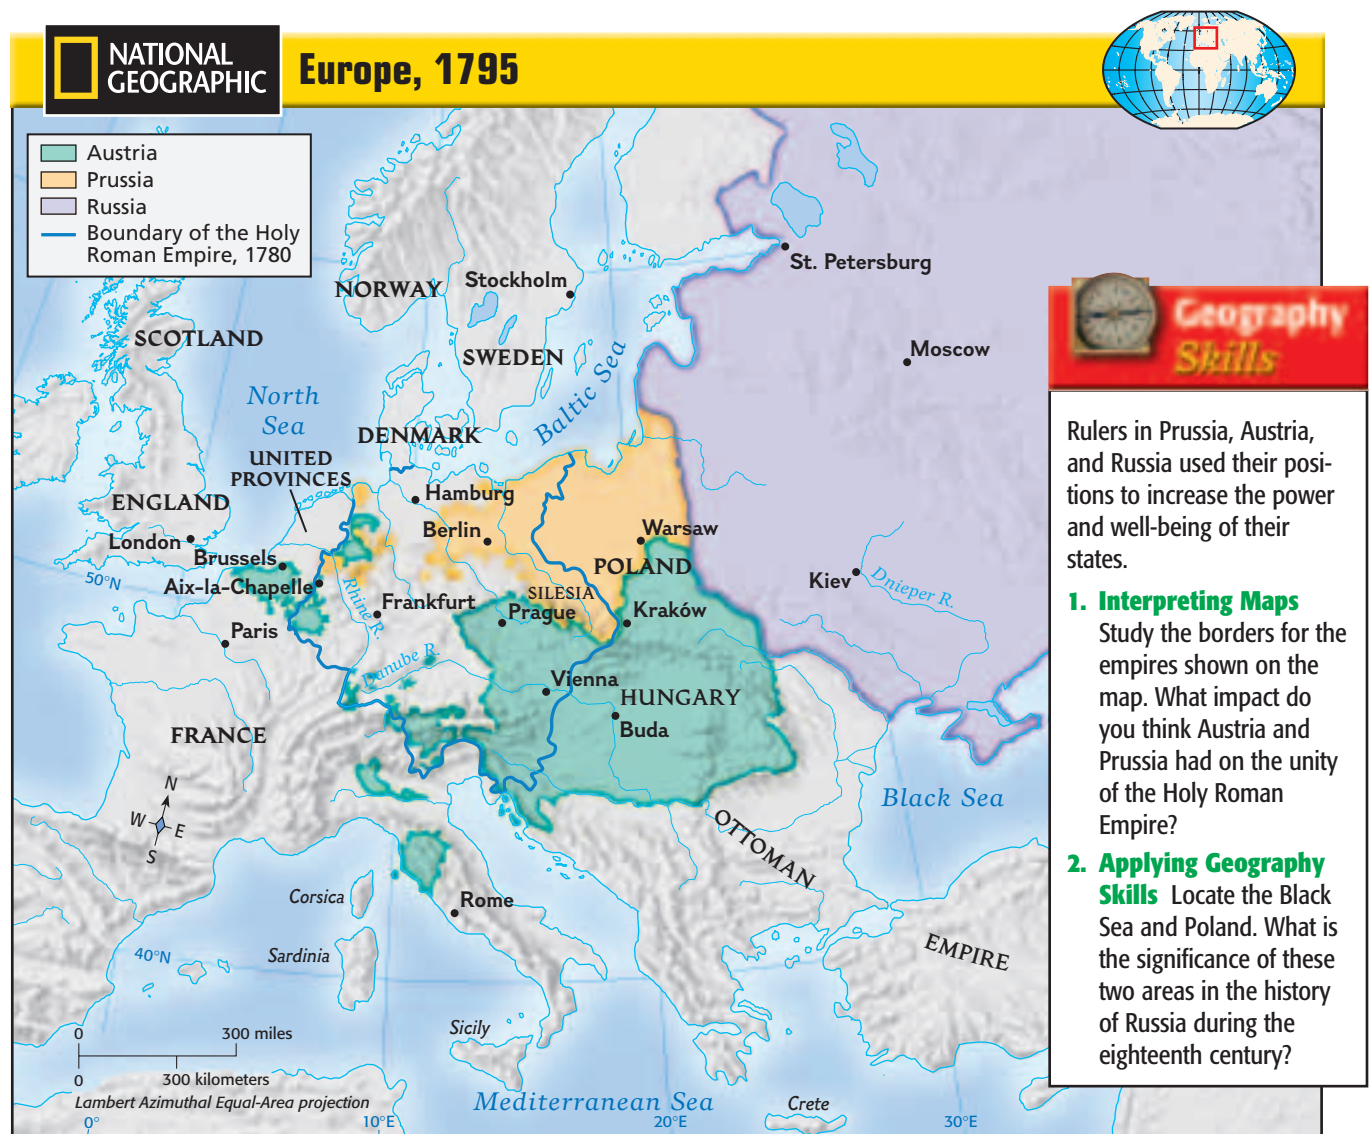 NATIONAL
GEOGRAPHIC
Europe, 1795
Austria
Prussia
Russia
Boundary of the Holy
Roman Empire, 1780
St. Petersburg
NORWAY
Stockholm
SCOTLAND
Moscow
SWEDEN
Baltic Sea
North
Sea
DENMARK
UNITED
PROVINCES
ENGLAND
Hamburg
Berlin
Warsaw
London
Brussels
POLAND
50°N
Aix-la-Chapelle
Rhine R.
Frankfurt
SILESIA
Prague
Kraków
Kiev
Dnieper R.
Paris
Danube R.
Vienna
HUNGARY
Buda
FRANCE
N
W
E
S
Black Sea
OTTOMAN
EMPIRE
Corsica
Rome
Sardinia
40°N
Sicily
0
300 miles
0
300 kilometers
Lambert Azimuthal Equal-Area projection
Mediterranean Sea
Crete
0°
10°E
20°E
30°E
Geography
Skills
Rulers in Prussia, Austria,
and Russia used their posi-
tions to increase the power
and well-being of their
states.
1. Interpreting Maps
Study the borders for the
empires shown on the
map. What impact do
you think Austria and
Prussia had on the unity
of the Holy Roman
Empire?
2. Applying Geography
Skills Locate the Black
Sea and Poland. What is
the significance of these
two areas in the history
of Russia during the
eighteenth century?